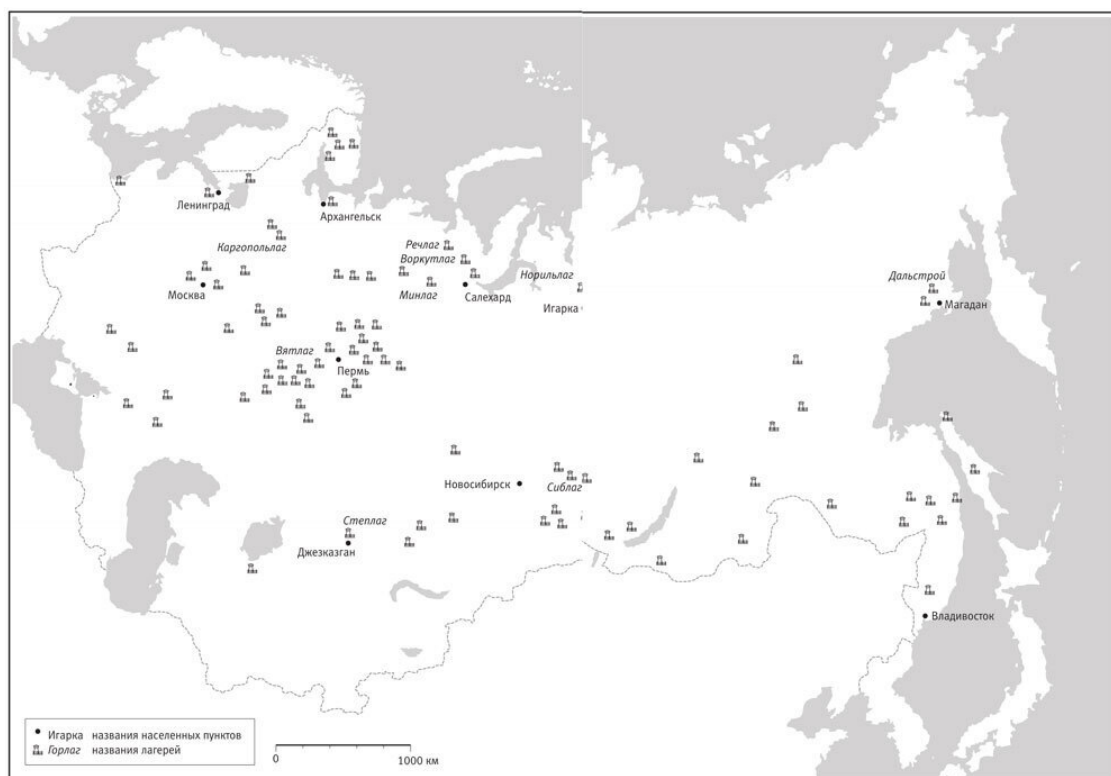 Ленинград
Архангельск
Каргопольлаг
Речлаг
Воркутлаг
Норильлаг
Дальстрой
Москва
Минлаг
Салехард
Игарка
Магадан
Вятлаг
Пермь
Новосибирск
Сиблаг
Степлаг
Джезказган
Владивосток
Игарка названия населенных пунктов
Горлаг названия лагерей
0 1000 км